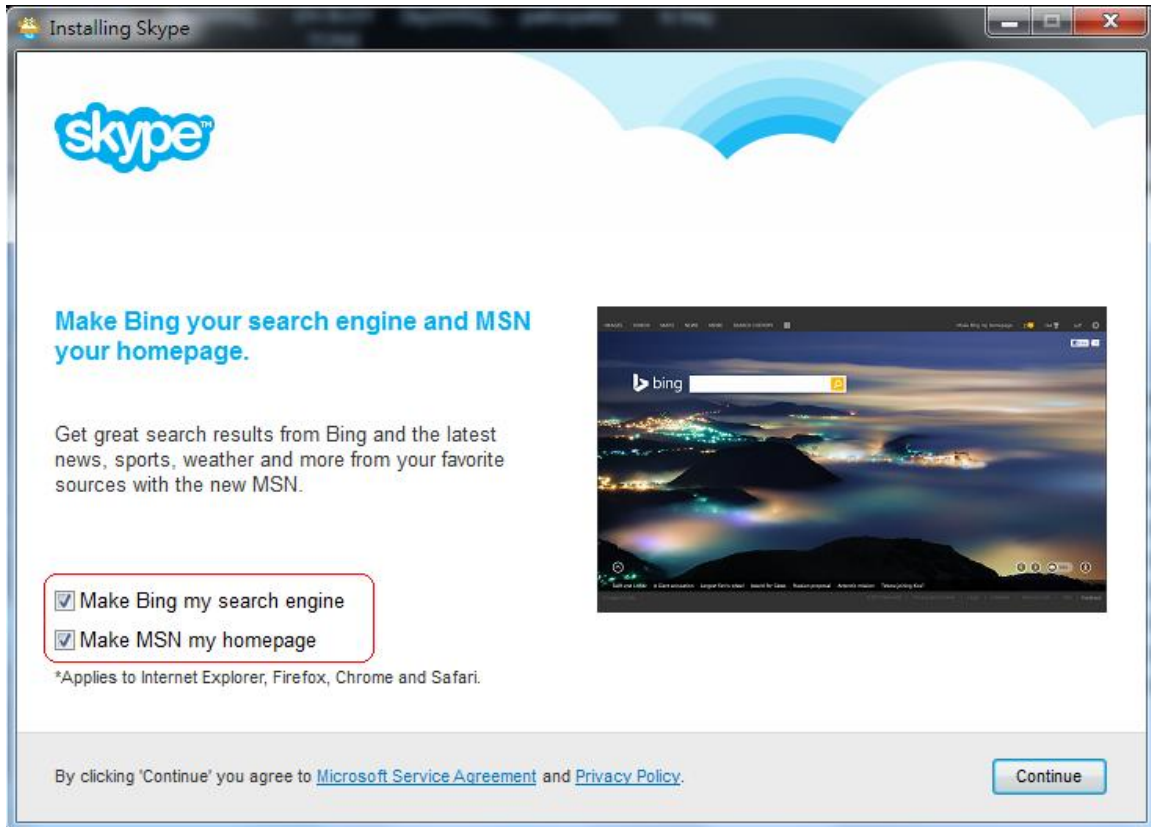 Installing Skype
skype™
Make Bing your search engine and MSN
your homepage.
Get great search results from Bing and the latest
news, sports, weather and more from your favorite
sources with the new MSN.
bing
Make Bing my search engine
Make MSN my homepage
*Applies to Internet Explorer, Firefox, Chrome and Safari.
By clicking 'Continue' you agree to Microsoft Service Agreement and Privacy Policy.
Continue